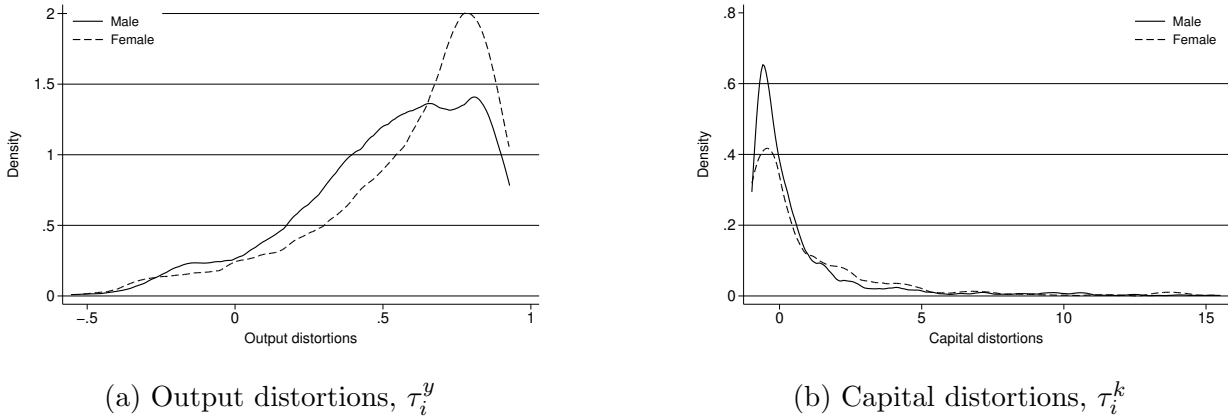 Male
Female
Density
2
1.5
1
.5
0
−.5
0
.5
1
Output distortions
(a) Output distortions, τ_i^y
Male
Female
Density
.8
.6
.4
.2
0
0
5
10
15
Capital distortions
(b) Capital distortions, τ_i^k